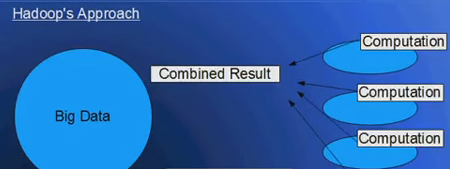 Hadoop's Approach
Computation
Combined Result
Computation
Big Data
Computation